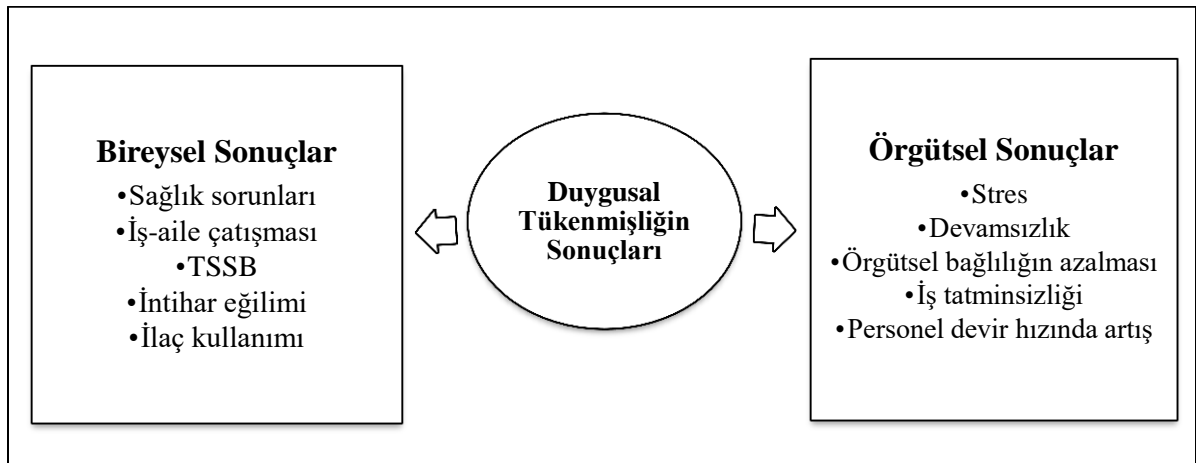 Bireysel Sonuçlar
•Sağlık sorunları
•İş-aile çatışması
•TSSB
•İntihar eğilimi
•İlaç kullanımı
Duygusal
Tükenmişliğin
Sonuçları
Örgütsel Sonuçlar
•Stres
•Devamsızlık
•Örgütsel bağlılığın azalması
•İş tatminsizliği
•Personel devir hızında artış